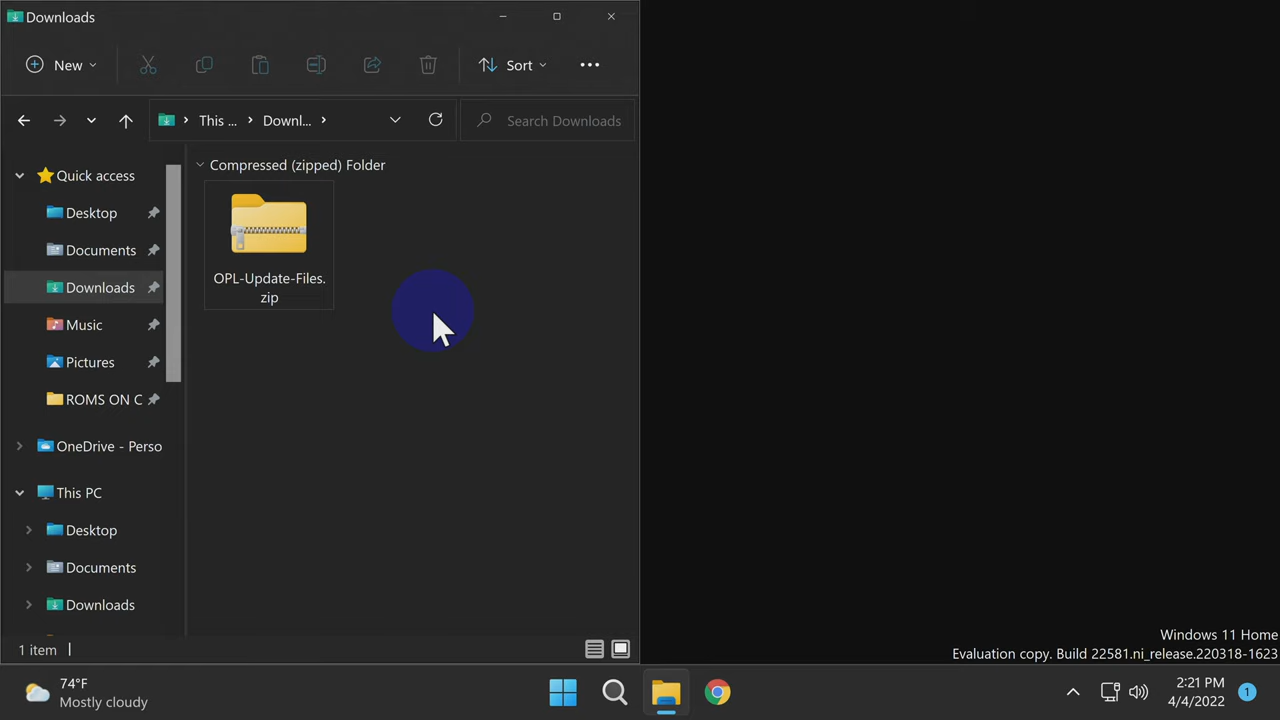 Downloads
New
Sort
This ...
Downl...
Search Downloads
Quick access
Desktop
Documents
Downloads
Music
Pictures
ROMS ON C
OneDrive - Perso
This PC
Desktop
Documents
Downloads
Compressed (zipped) Folder
OPL-Update-Files.
zip
1 item
Windows 11 Home
Evaluation copy. Build 22581.ni_release.220318-1623
74°F
Mostly cloudy
2:21 PM
4/4/2022
1